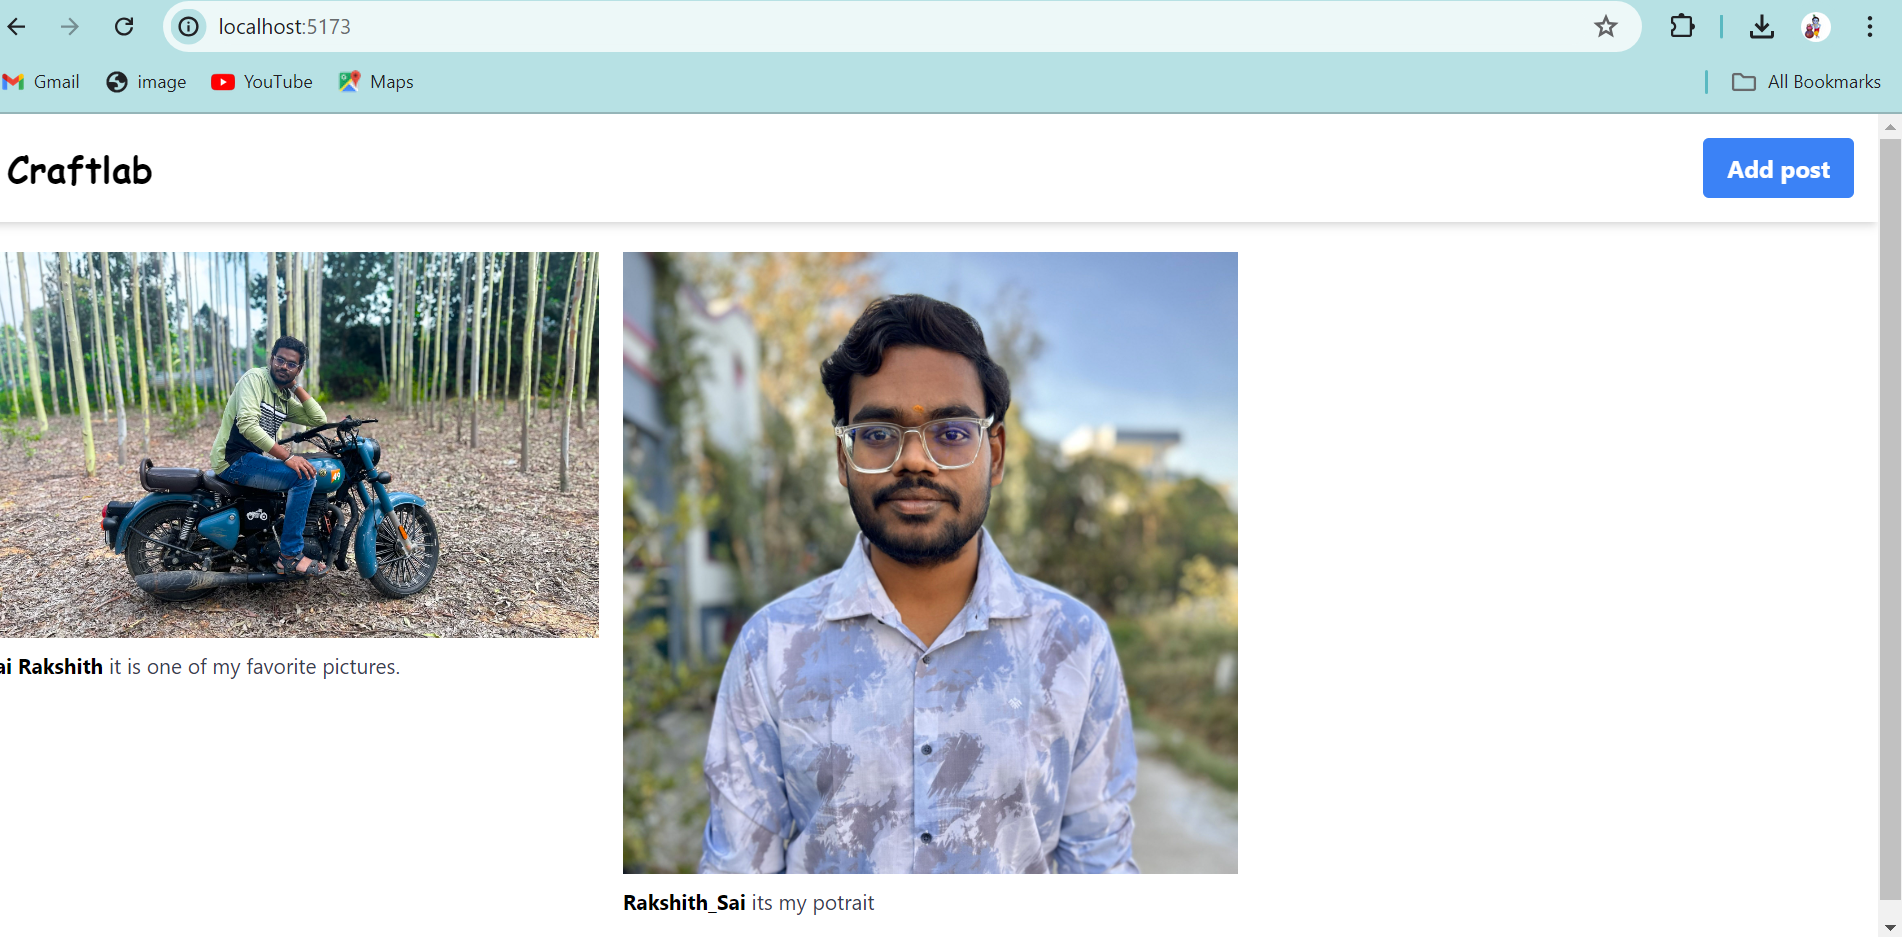 localhost:5173
Gmail image YouTube Maps All Bookmarks
Craftlab Add post
ai Rakshith it is one of my favorite pictures.
Rakshith_Sai its my potrait